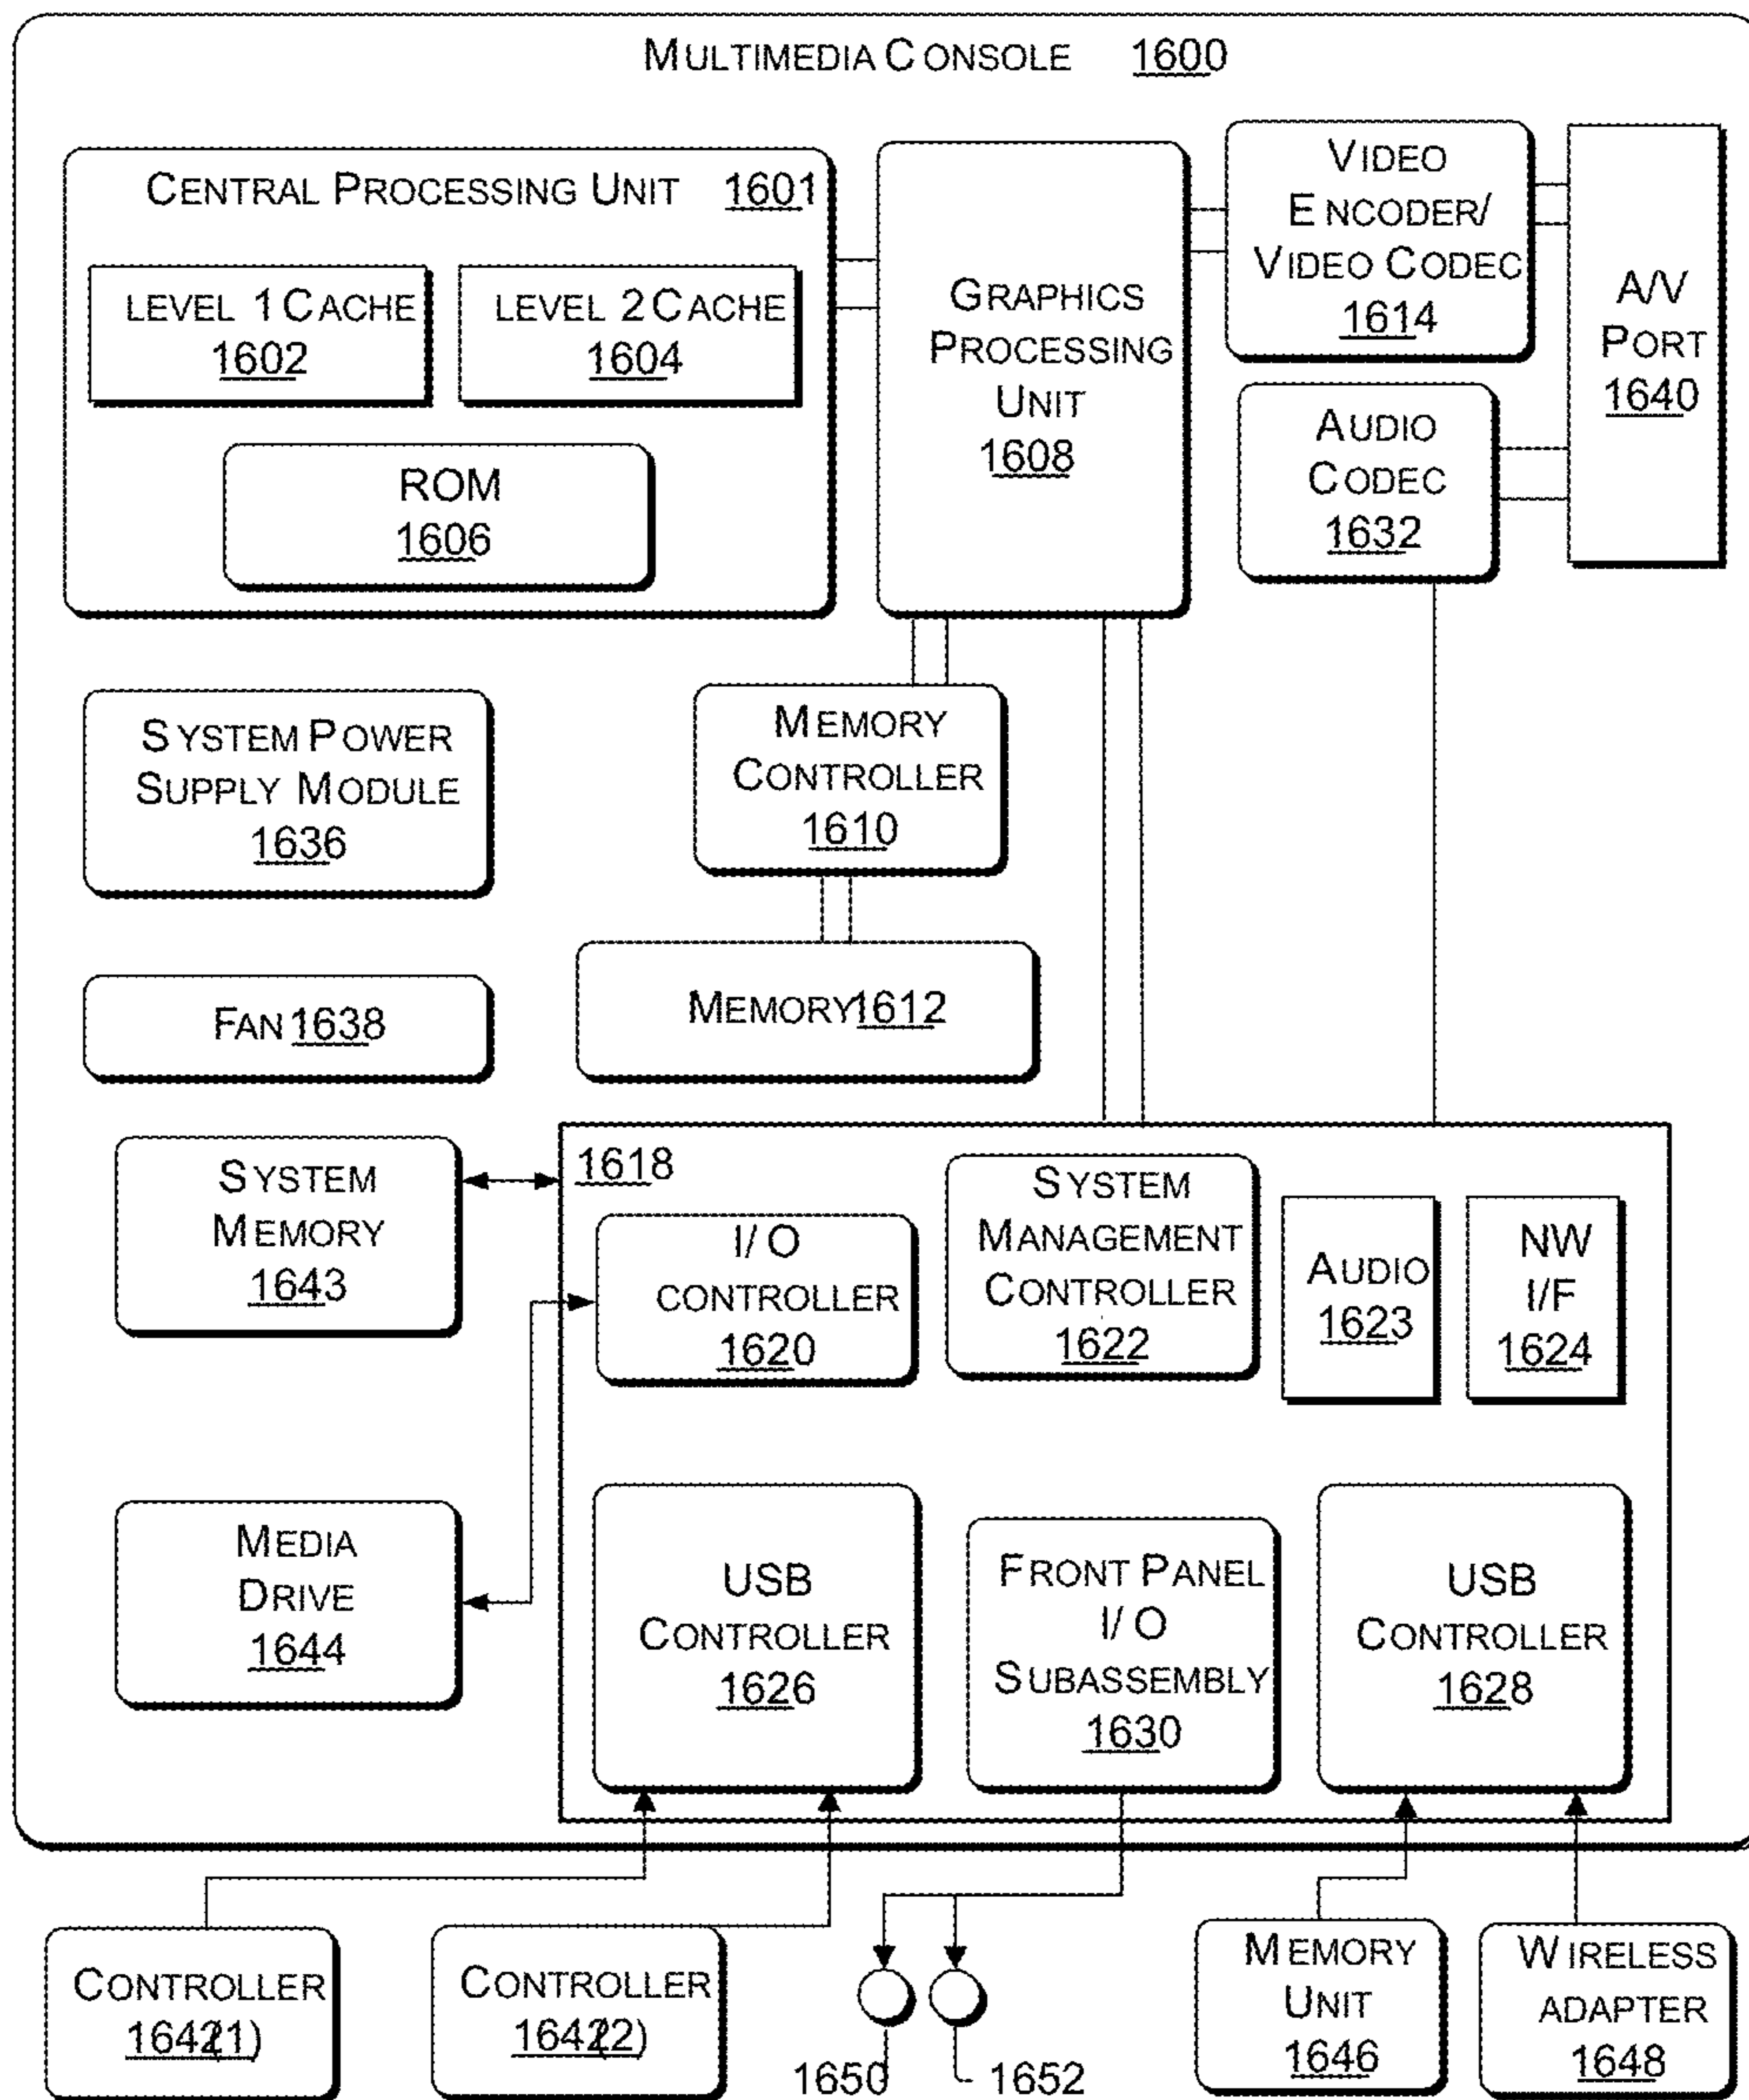 MULTIMEDIA CONSOLE 1600
CENTRAL PROCESSING UNIT 1601
LEVEL 1 CACHE
1602
LEVEL 2 CACHE
1604
ROM
1606
GRAPHICS
PROCESSING
UNIT
1608
VIDEO
ENCODER/
VIDEO CODEC
1614
A/V
PORT
1640
AUDIO
CODEC
1632
SYSTEM POWER
SUPPLY MODULE
1636
MEMORY
CONTROLLER
1610
FAN 1638
MEMORY 1612
SYSTEM
MEMORY
1643
1618
I/O
CONTROLLER
1620
SYSTEM
MANAGEMENT
CONTROLLER
1622
AUDIO
1623
NW
I/F
1624
MEDIA
DRIVE
1644
USB
CONTROLLER
1626
FRONT PANEL
I/O
SUBASSEMBLY
1630
USB
CONTROLLER
1628
CONTROLLER
1642(1)
CONTROLLER
1642(2)
1650
1652
MEMORY
UNIT
1646
WIRELESS
ADAPTER
1648